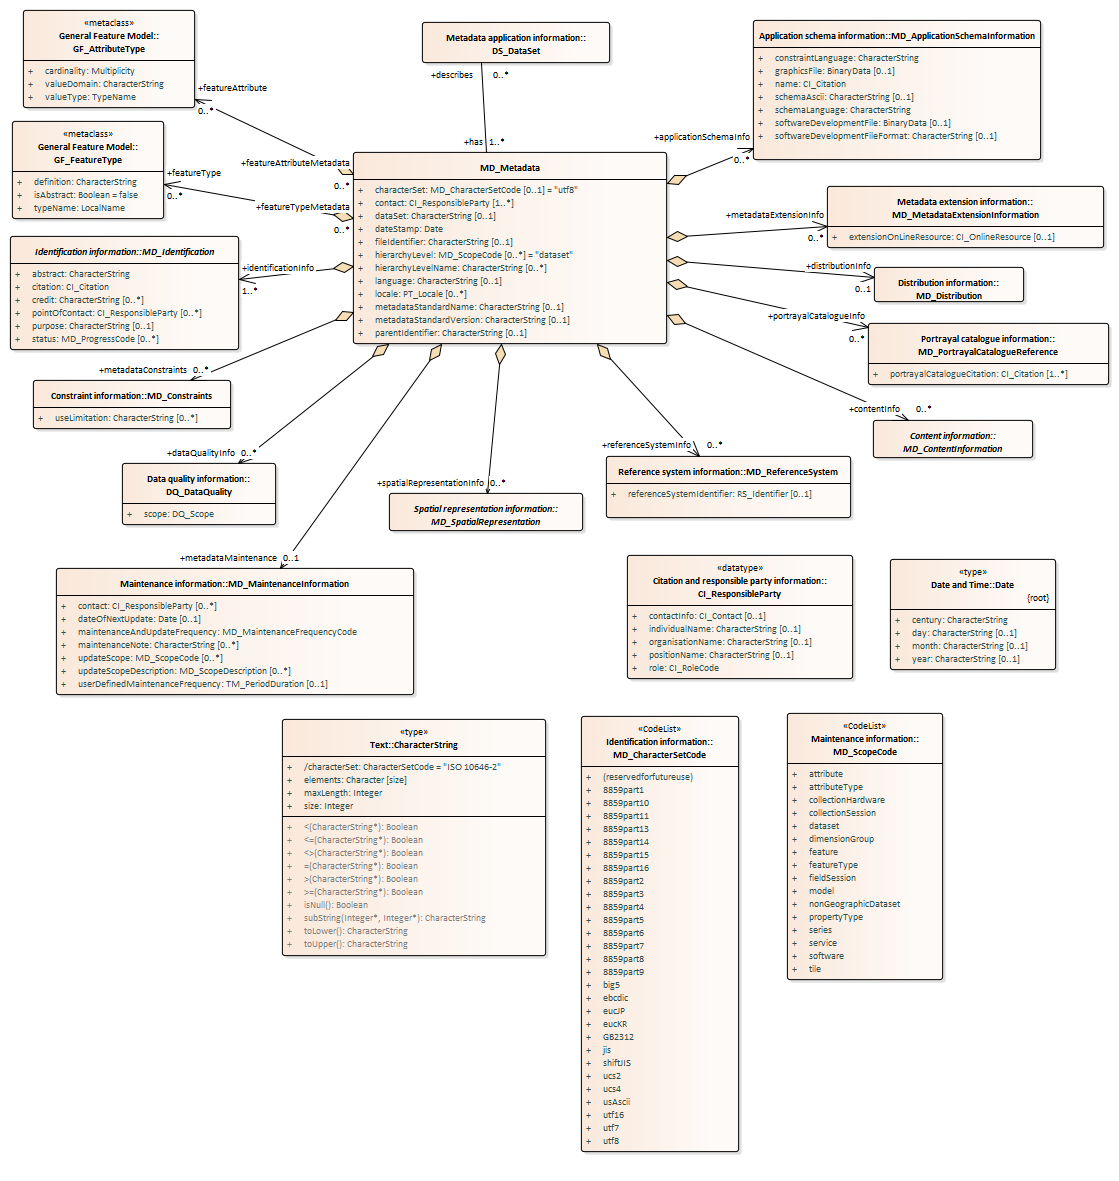 «metaclass»
General Feature Model::
GF_AttributeType
+ cardinality: Multiplicity
+ valueDomain: CharacterString
+ valueType: TypeName
+featureAttribute
0..*
Metadata application information::
DS_DataSet
+describes 0..*
+has 1..*
Application schema information::MD_ApplicationSchemaInformation
+ constraintLanguage: CharacterString
+ graphicsFile: BinaryData [0..1]
+ name: CI_Citation
+ schemaAscii: CharacterString [0..1]
+ schemaLanguage: CharacterString
+ softwareDevelopmentFile: BinaryData [0..1]
+ softwareDevelopmentFileFormat: CharacterString [0..1]
+applicationSchemaInfo
0..*
«metaclass»
General Feature Model::
GF_FeatureType
+ definition: CharacterString
+ isAbstract: Boolean = false
+ typeName: LocalName
+featureType
0..*
+featureAttributeMetadata
0..*
+featureTypeMetadata
0..*
MD_Metadata
+ characterSet: MD_CharacterSetCode [0..1] = "utf8"
+ contact: CI_ResponsibleParty [1..*]
+ dataSet: CharacterString [0..1]
+ dateStamp: Date
+ fileIdentifier: CharacterString [0..1]
+ hierarchyLevel: MD_ScopeCode [0..*] = "dataset"
+ hierarchyLevelName: CharacterString [0..*]
+ language: CharacterString [0..1]
+ locale: PT_Locale [0..*]
+ metadataStandardName: CharacterString [0..1]
+ metadataStandardVersion: CharacterString [0..1]
+ parentIdentifier: CharacterString [0..1]
Metadata extension information::
MD_MetadataExtensionInformation
+ extensionOnLineResource: CI_OnlineResource [0..1]
+metadataExtensionInfo
0..*
Identification information::MD_Identification
+ abstract: CharacterString
+ citation: CI_Citation
+ credit: CharacterString [0..*]
+ pointOfContact: CI_ResponsibleParty [0..*]
+ purpose: CharacterString [0..1]
+ status: MD_ProgressCode [0..*]
+identificationInfo
1..*
+distributionInfo
0..1
Distribution information::
MD_Distribution
+portrayalCatalogueInfo
0..*
Portrayal catalogue information::
MD_PortrayalCatalogueReference
+ portrayalCatalogueCitation: CI_Citation [1..*]
+metadataConstraints 0..*
Constraint information::MD_Constraints
+ useLimitation: CharacterString [0..*]
+contentInfo 0..*
Content information::
MD_ContentInformation
+dataQualityInfo 0..*
Data quality information::
DQ_DataQuality
+ scope: DQ_Scope
+referenceSystemInfo 0..*
Reference system information::MD_ReferenceSystem
+ referenceSystemIdentifier: RS_Identifier [0..1]
+spatialRepresentationInfo 0..*
Spatial representation information::
MD_SpatialRepresentation
+metadataMaintenance 0..1
Maintenance information::MD_MaintenanceInformation
+ contact: CI_ResponsibleParty [0..*]
+ dateOfNextUpdate: Date [0..1]
+ maintenanceAndUpdateFrequency: MD_MaintenanceFrequencyCode
+ maintenanceNote: CharacterString [0..*]
+ updateScope: MD_ScopeCode [0..*]
+ updateScopeDescription: MD_ScopeDescription [0..*]
+ userDefinedMaintenanceFrequency: TM_PeriodDuration [0..1]
«datatype»
Citation and responsible party information::
CI_ResponsibleParty
+ contactInfo: CI_Contact [0..1]
+ individualName: CharacterString [0..1]
+ organisationName: CharacterString [0..1]
+ positionName: CharacterString [0..1]
+ role: CI_RoleCode
«type»
Date and Time::Date
{root}
+ century: CharacterString
+ day: CharacterString [0..1]
+ month: CharacterString [0..1]
+ year: CharacterString [0..1]
«type»
Text::CharacterString
+ /characterSet: CharacterSetCode = "ISO 10646-2"
+ elements: Character [size]
+ maxLength: Integer
+ size: Integer
+ <(CharacterString*): Boolean
+ <=(CharacterString*): Boolean
+ <>(CharacterString*): Boolean
+ =(CharacterString*): Boolean
+ >(CharacterString*): Boolean
+ >=(CharacterString*): Boolean
+ isNull(): Boolean
+ subString(Integer*, Integer*): CharacterString
+ toLower(): CharacterString
+ toUpper(): CharacterString
«CodeList»
Identification information::
MD_CharacterSetCode
+ (reservedforfutureuse)
+ 8859part1
+ 8859part10
+ 8859part11
+ 8859part13
+ 8859part14
+ 8859part15
+ 8859part16
+ 8859part2
+ 8859part3
+ 8859part4
+ 8859part5
+ 8859part6
+ 8859part7
+ 8859part8
+ 8859part9
+ big5
+ ebcdic
+ eucJP
+ eucKR
+ GB2312
+ jis
+ shiftJIS
+ ucs2
+ ucs4
+ usAscii
+ utf16
+ utf7
+ utf8
«CodeList»
Maintenance information::
MD_ScopeCode
+ attribute
+ attributeType
+ collectionHardware
+ collectionSession
+ dataset
+ dimensionGroup
+ feature
+ featureType
+ fieldSession
+ model
+ nonGeographicDataset
+ propertyType
+ series
+ service
+ software
+ tile